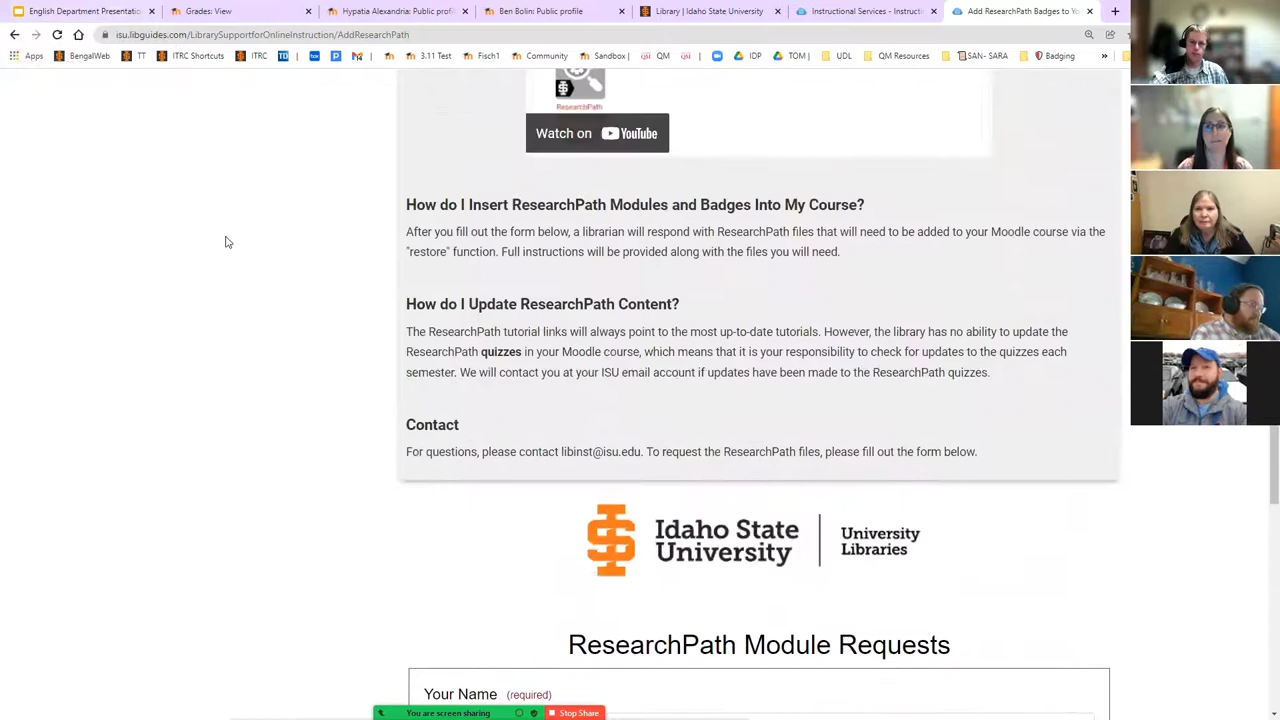 English Department Presentati
Grades: View
Hypatia Alexandria: Public prof
Ben Bolini: Public profile
Library | Idaho State University
Instructional Services - Instructi
Add ResearchPath Badges to Yo
isu.libguides.com/LibrarySupportforOnlineInstruction/AddResearchPath
Apps
BengalWeb
TT
ITRC Shortcuts
ITRC
3.11 Test
Fisch1
Community
Sandbox |
QM
IDP
TOM |
UDL
QM Resources
SAN- SARA
Badging
ResearchPath
Watch on YouTube
How do I Insert ResearchPath Modules and Badges Into My Course?
After you fill out the form below, a librarian will respond with ResearchPath files that will need to be added to your Moodle course via the
"restore" function. Full instructions will be provided along with the files you will need.
How do I Update ResearchPath Content?
The ResearchPath tutorial links will always point to the most up-to-date tutorials. However, the library has no ability to update the
ResearchPath quizzes in your Moodle course, which means that it is your responsibility to check for updates to the quizzes each
semester. We will contact you at your ISU email account if updates have been made to the ResearchPath quizzes.
Contact
For questions, please contact libinst@isu.edu. To request the ResearchPath files, please fill out the form below.
Idaho State
University
University
Libraries
ResearchPath Module Requests
Your Name (required)
You are screen sharing
Stop Share